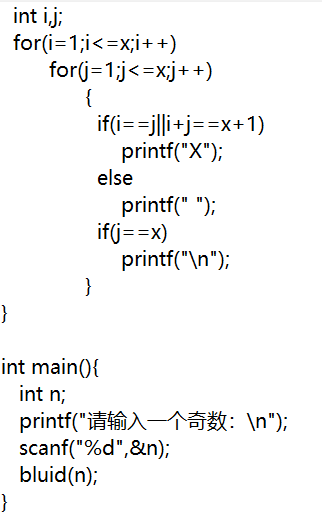 int i,j;
for(i=1;i<=x;i++)
for(j=1;j<=x;j++)
{
if(i==j||i+j==x+1)
printf("X");
else
printf(" ");
if(j==x)
printf("\n");
}
}
int main(){
int n;
printf("请输入一个奇数：\n");
scanf("%d",&n);
bluid(n);
}